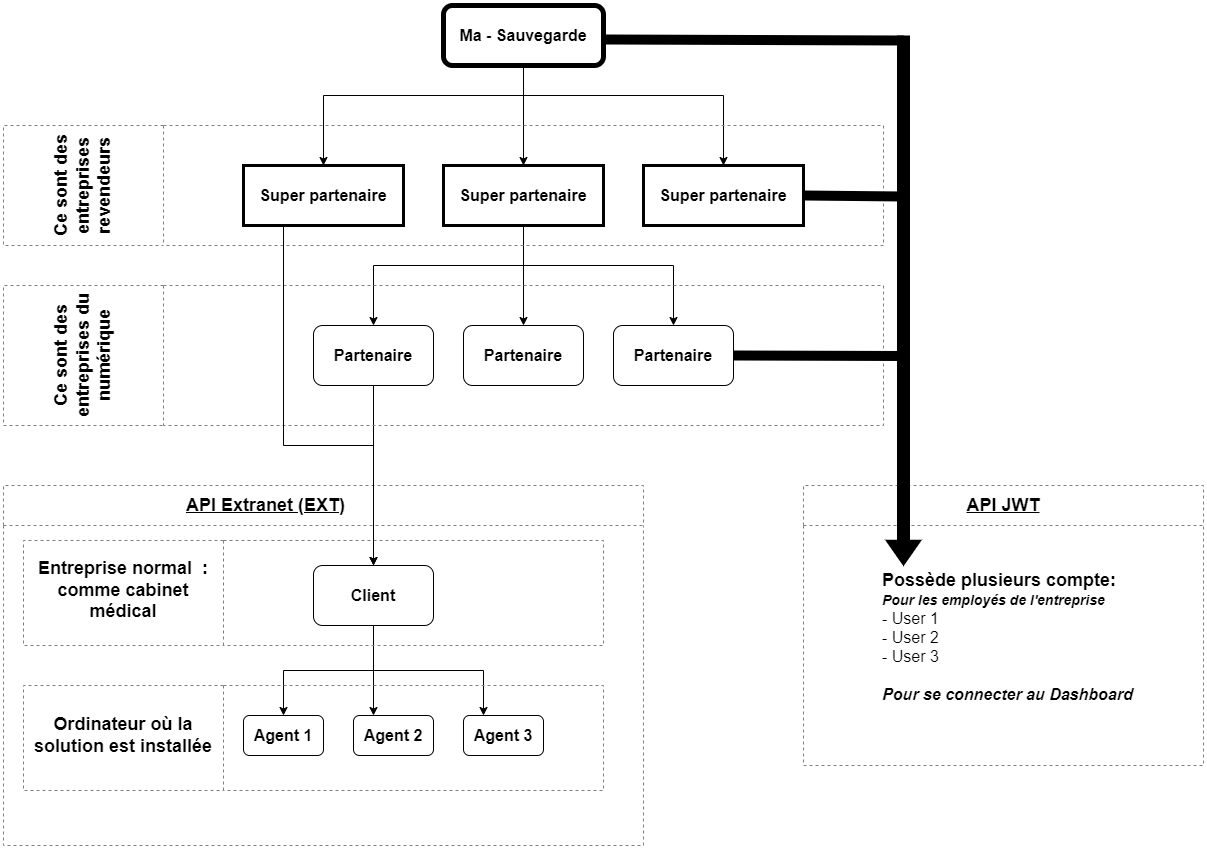 Ma - Sauvegarde
Ce sont des
entreprises
revendeurs
Super partenaire
Super partenaire
Super partenaire
Ce sont des
entreprises du
numérique
Partenaire
Partenaire
Partenaire
API Extranet (EXT)
Entreprise normal :
comme cabinet
médical
Client
Ordinateur où la
solution est installée
Agent 1
Agent 2
Agent 3
API JWT
Possède plusieurs compte:
Pour les employés de l'entreprise
- User 1
- User 2
- User 3
Pour se connecter au Dashboard